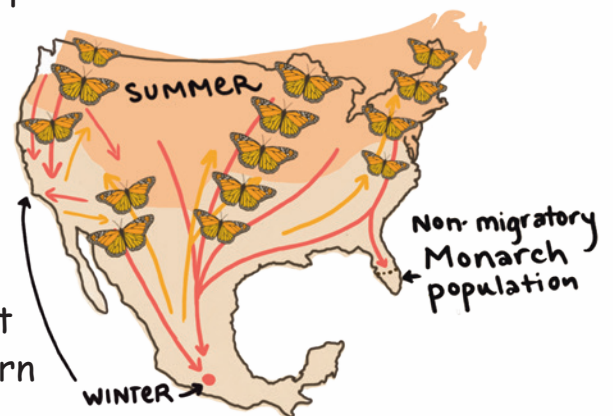 SUMMER
Non-migratory
Monarch
population
WINTER